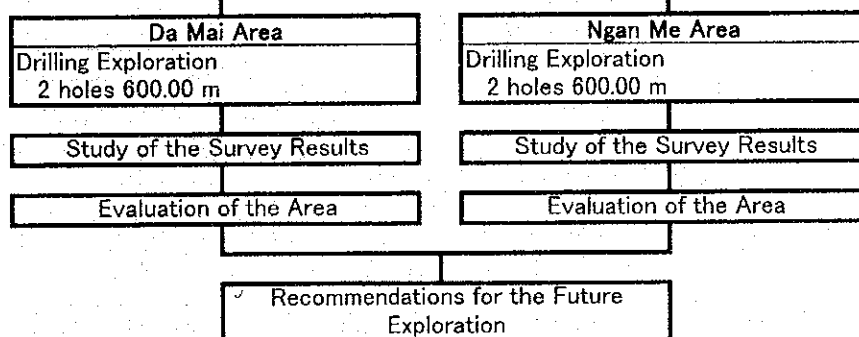 Da Mai Area
Drilling Exploration
2 holes 600.00 m
Study of the Survey Results
Evaluation of the Area
Ngan Me Area
Drilling Exploration
2 holes 600.00 m
Study of the Survey Results
Evaluation of the Area
Recommendations for the Future
Exploration